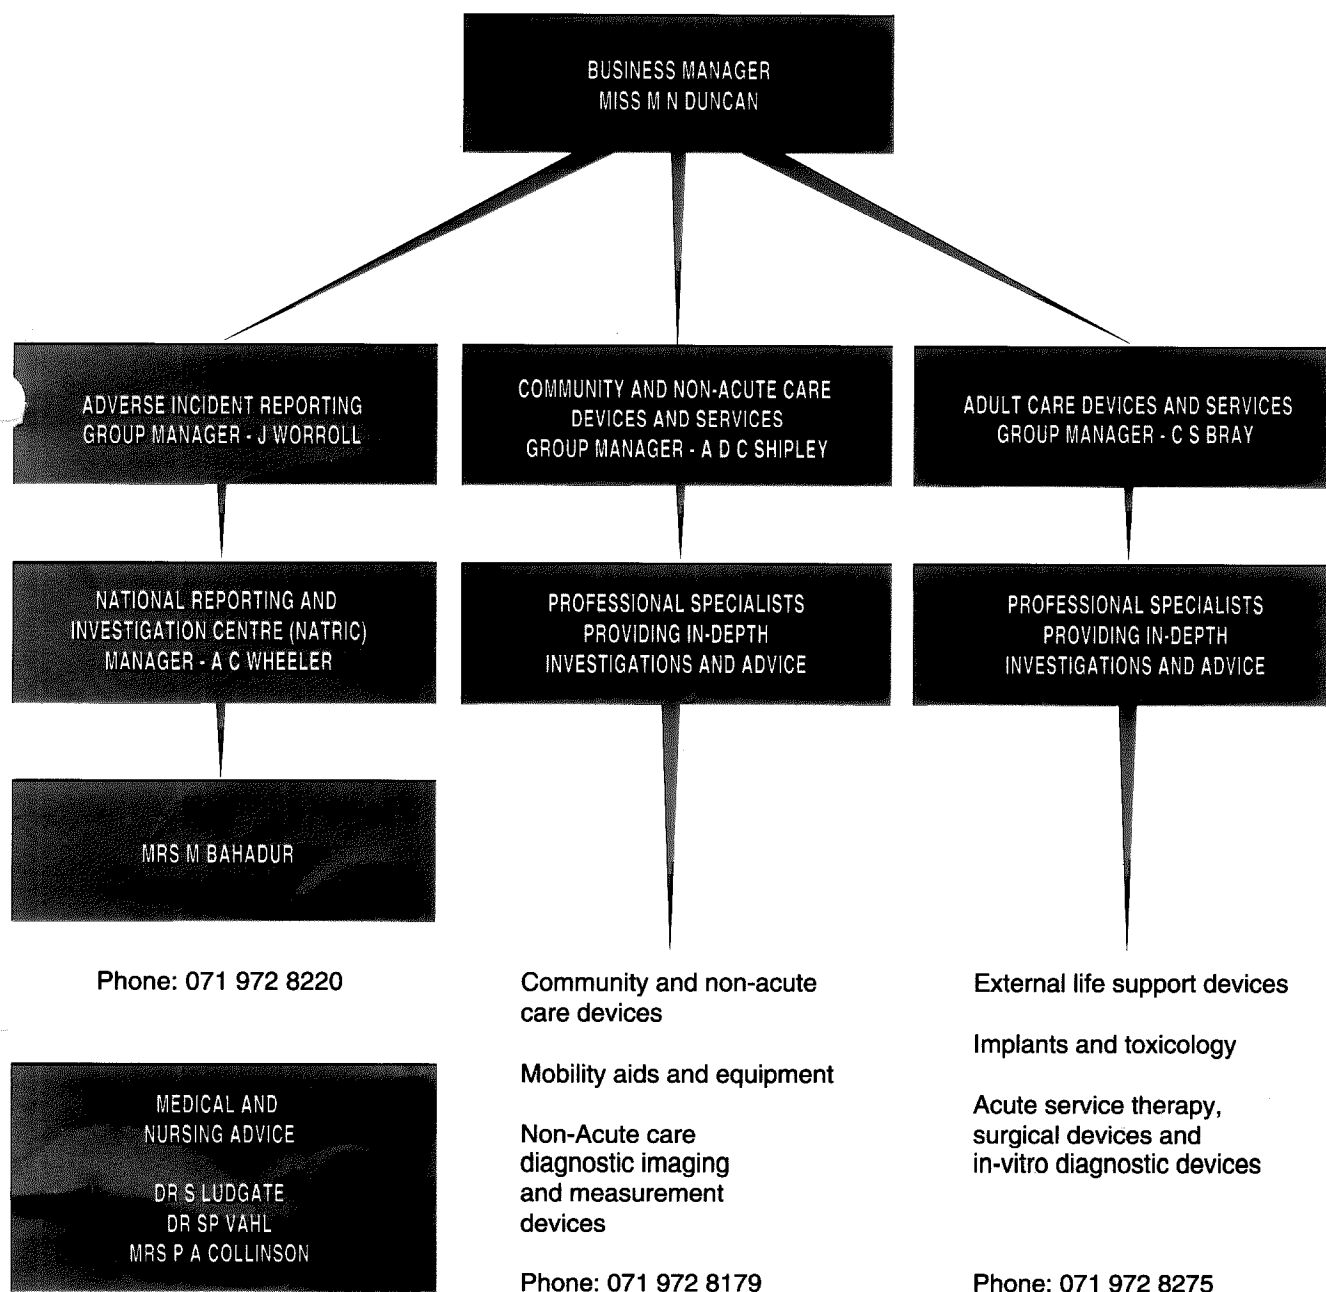 BUSINESS MANAGER
MISS M N DUNCAN
ADVERSE INCIDENT REPORTING
GROUP MANAGER - J WORROLL
COMMUNITY AND NON-ACUTE CARE
DEVICES AND SERVICES
GROUP MANAGER - A D C SHIPLEY
ADULT CARE DEVICES AND SERVICES
GROUP MANAGER - C S BRAY
NATIONAL REPORTING AND
INVESTIGATION CENTRE (NATRIC)
MANAGER - A C WHEELER
PROFESSIONAL SPECIALISTS
PROVIDING IN-DEPTH
INVESTIGATIONS AND ADVICE
PROFESSIONAL SPECIALISTS
PROVIDING IN-DEPTH
INVESTIGATIONS AND ADVICE
MRS M BAHADUR
Phone: 071 972 8220
MEDICAL AND
NURSING ADVICE
DR S LUDGATE
DR SP VAHL
MRS P A COLLINSON
Community and non-acute
care devices
Mobility aids and equipment
Non-Acute care
diagnostic imaging
and measurement
devices
Phone: 071 972 8179
External life support devices
Implants and toxicology
Acute service therapy,
surgical devices and
in-vitro diagnostic devices
Phone: 071 972 8275